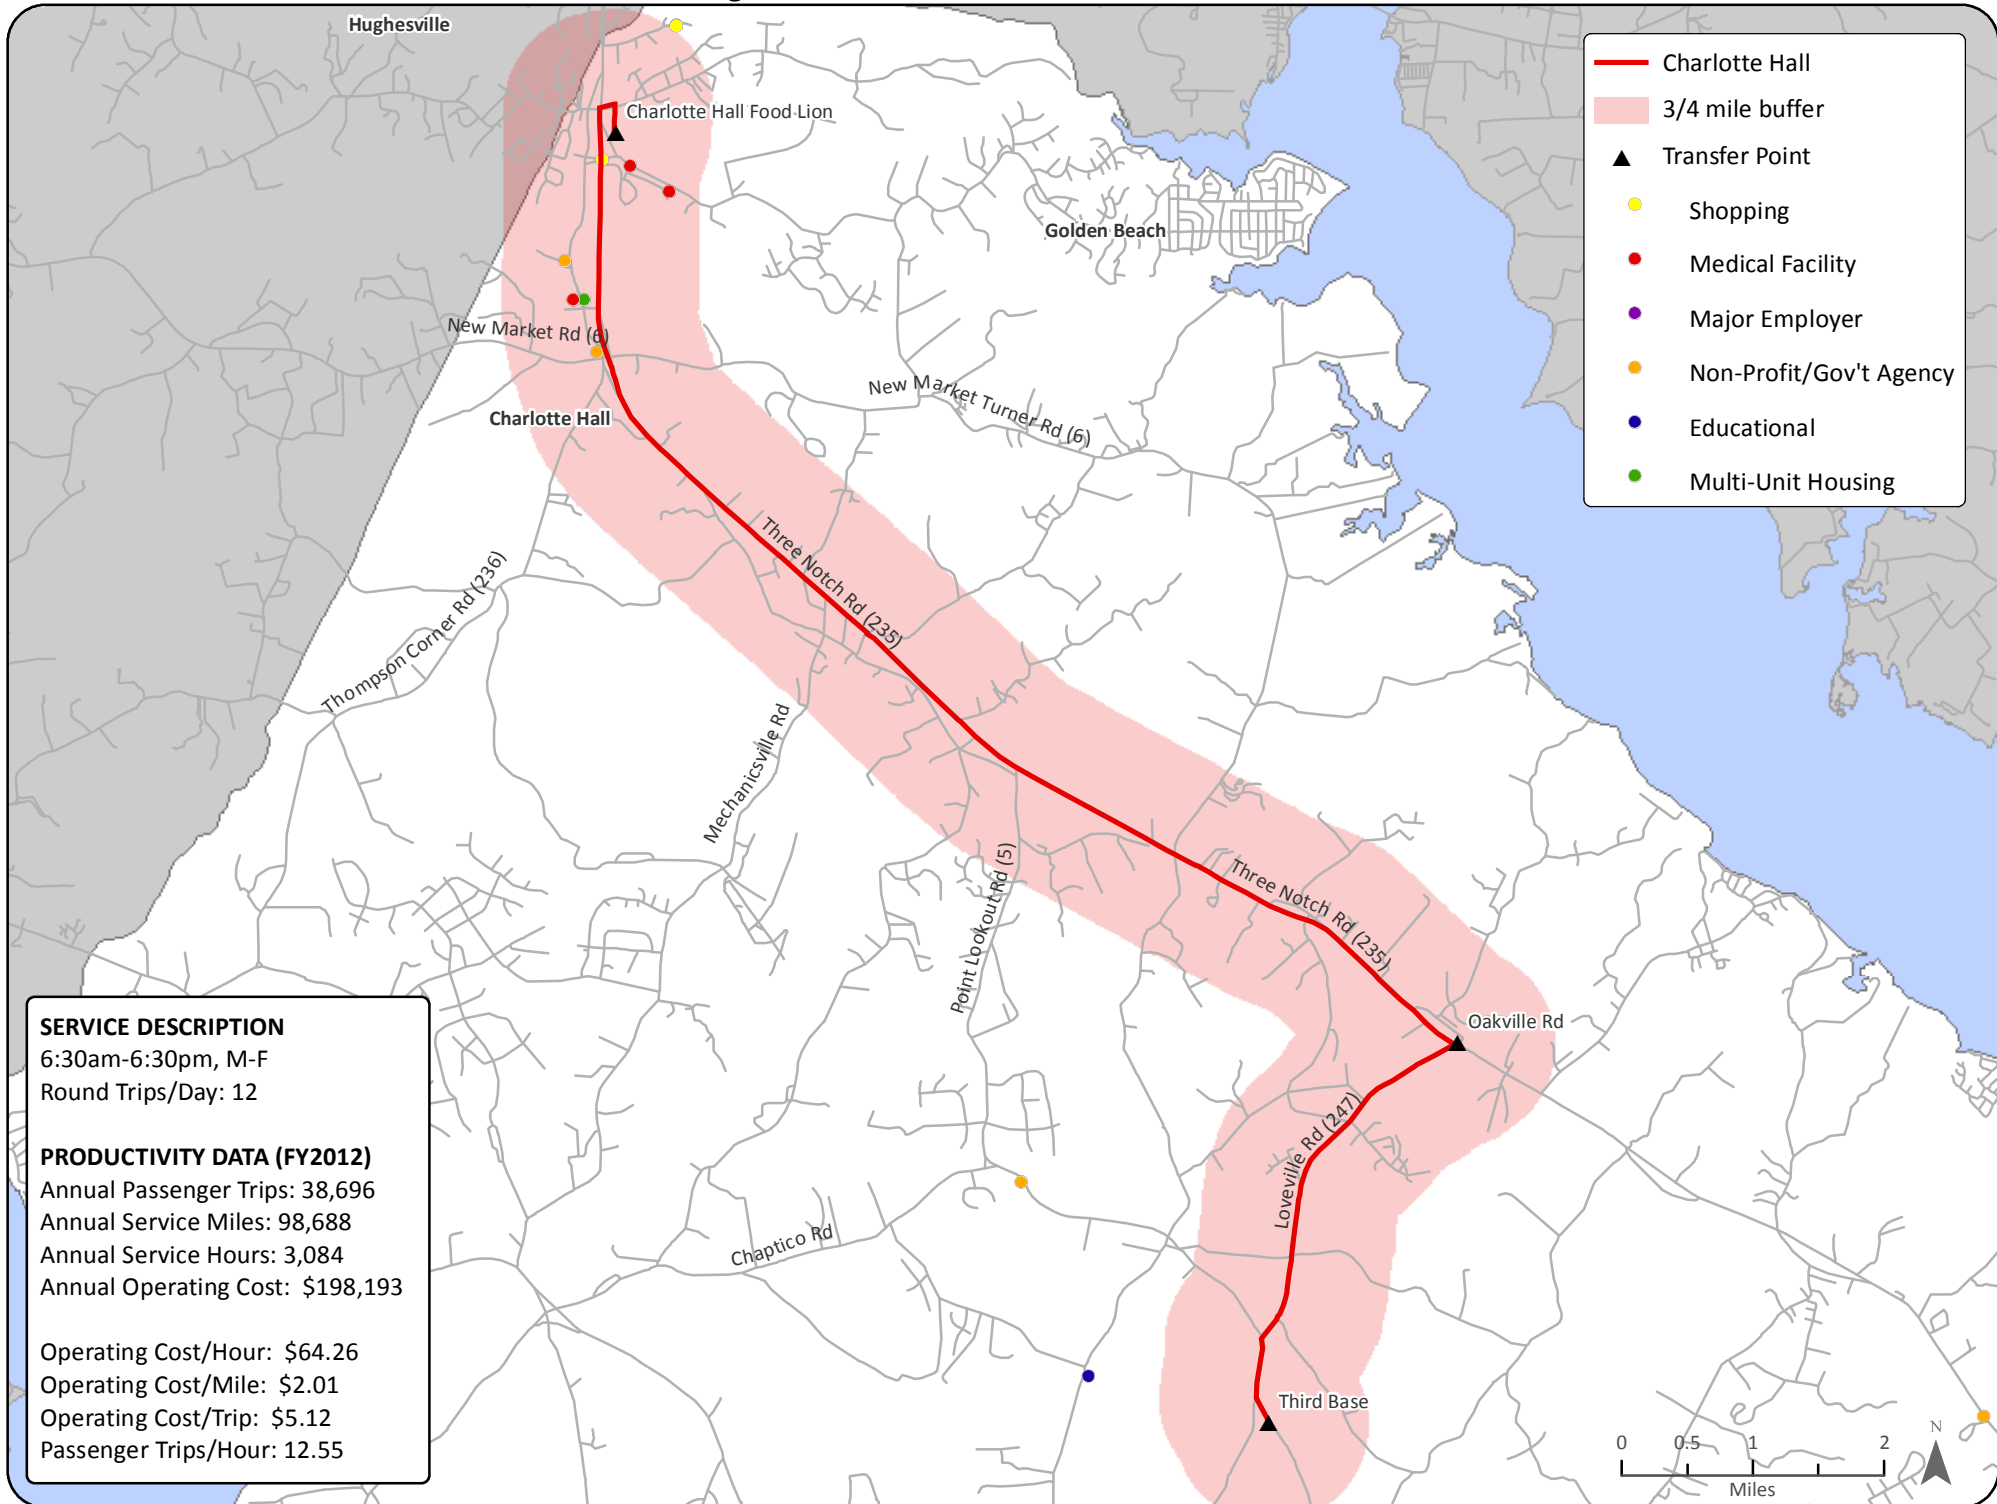 Hughesville
Charlotte Hall Food Lion
Golden Beach
New Market Rd (6)
New Market Turner Rd (6)
Charlotte Hall
Three Notch Rd (235)
Thompson Corner Rd (236)
Mechanicsville Rd
Point Lookout Rd (5)
Three Notch Rd (235)
Oakville Rd
Loveville Rd (247)
Chaptico Rd
Third Base
Charlotte Hall
3/4 mile buffer
Transfer Point
Shopping
Medical Facility
Major Employer
Non-Profit/Gov't Agency
Educational
Multi-Unit Housing
SERVICE DESCRIPTION
6:30am-6:30pm, M-F
Round Trips/Day: 12
PRODUCTIVITY DATA (FY2012)
Annual Passenger Trips: 38,696
Annual Service Miles: 98,688
Annual Service Hours: 3,084
Annual Operating Cost: $198,193
Operating Cost/Hour: $64.26
Operating Cost/Mile: $2.01
Operating Cost/Trip: $5.12
Passenger Trips/Hour: 12.55
N
0 0.5 1 2
Miles